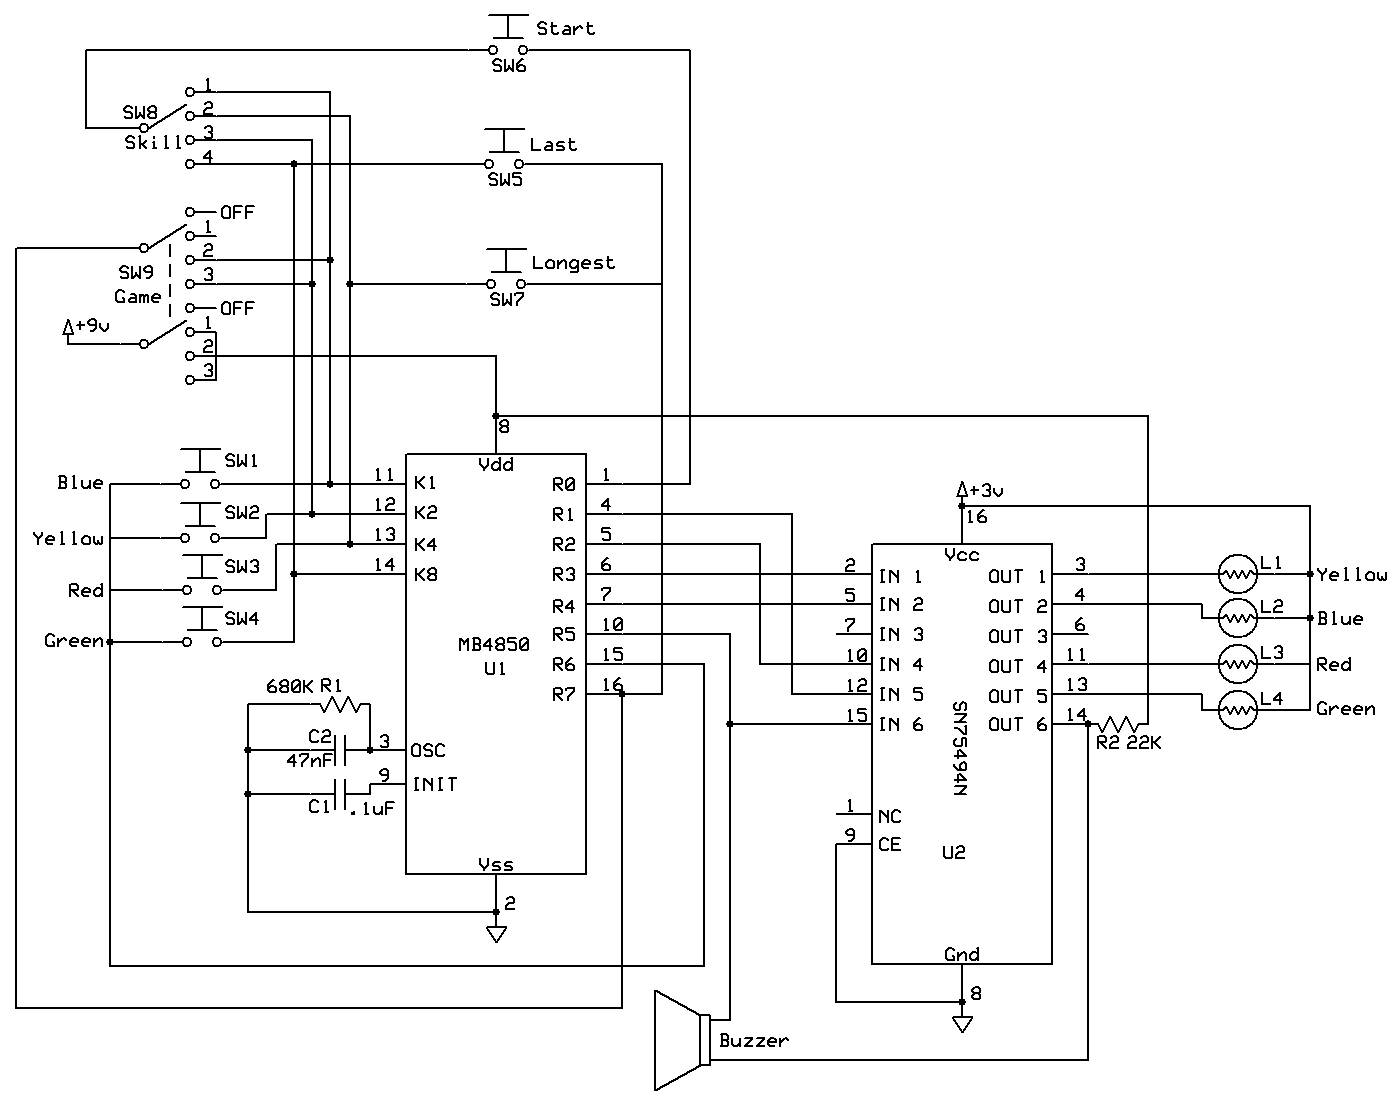 Start
SW6
1
SW8
2
3
Skill
4
Last
SW5
OFF
1
2
SW9
3
Game
Longest
SW7
OFF
+9v
1
2
3
8
Vdd
SW1
Blue
11
K1
R0
1
SW2
12
K2
R1
4
Yellow
13
K4
R2
5
SW3
14
K8
R3
6
Red
R4
7
SW4
Green
R5
10
MB4850
U1
R6
15
R7
16
680K R1
C2
47nF
3
OSC
9
INIT
C1
.1uF
Vss
2
+3v
16
Vcc
2
IN 1
OUT 1
3
L1
Yellow
5
IN 2
OUT 2
4
L2
Blue
7
IN 3
OUT 3
6
10
IN 4
OUT 4
11
L3
Red
12
IN 5
OUT 5
13
L4
Green
15
IN 6
OUT 6
14
R2 22K
SN75494N
1
NC
9
CE
U2
Gnd
8
Buzzer